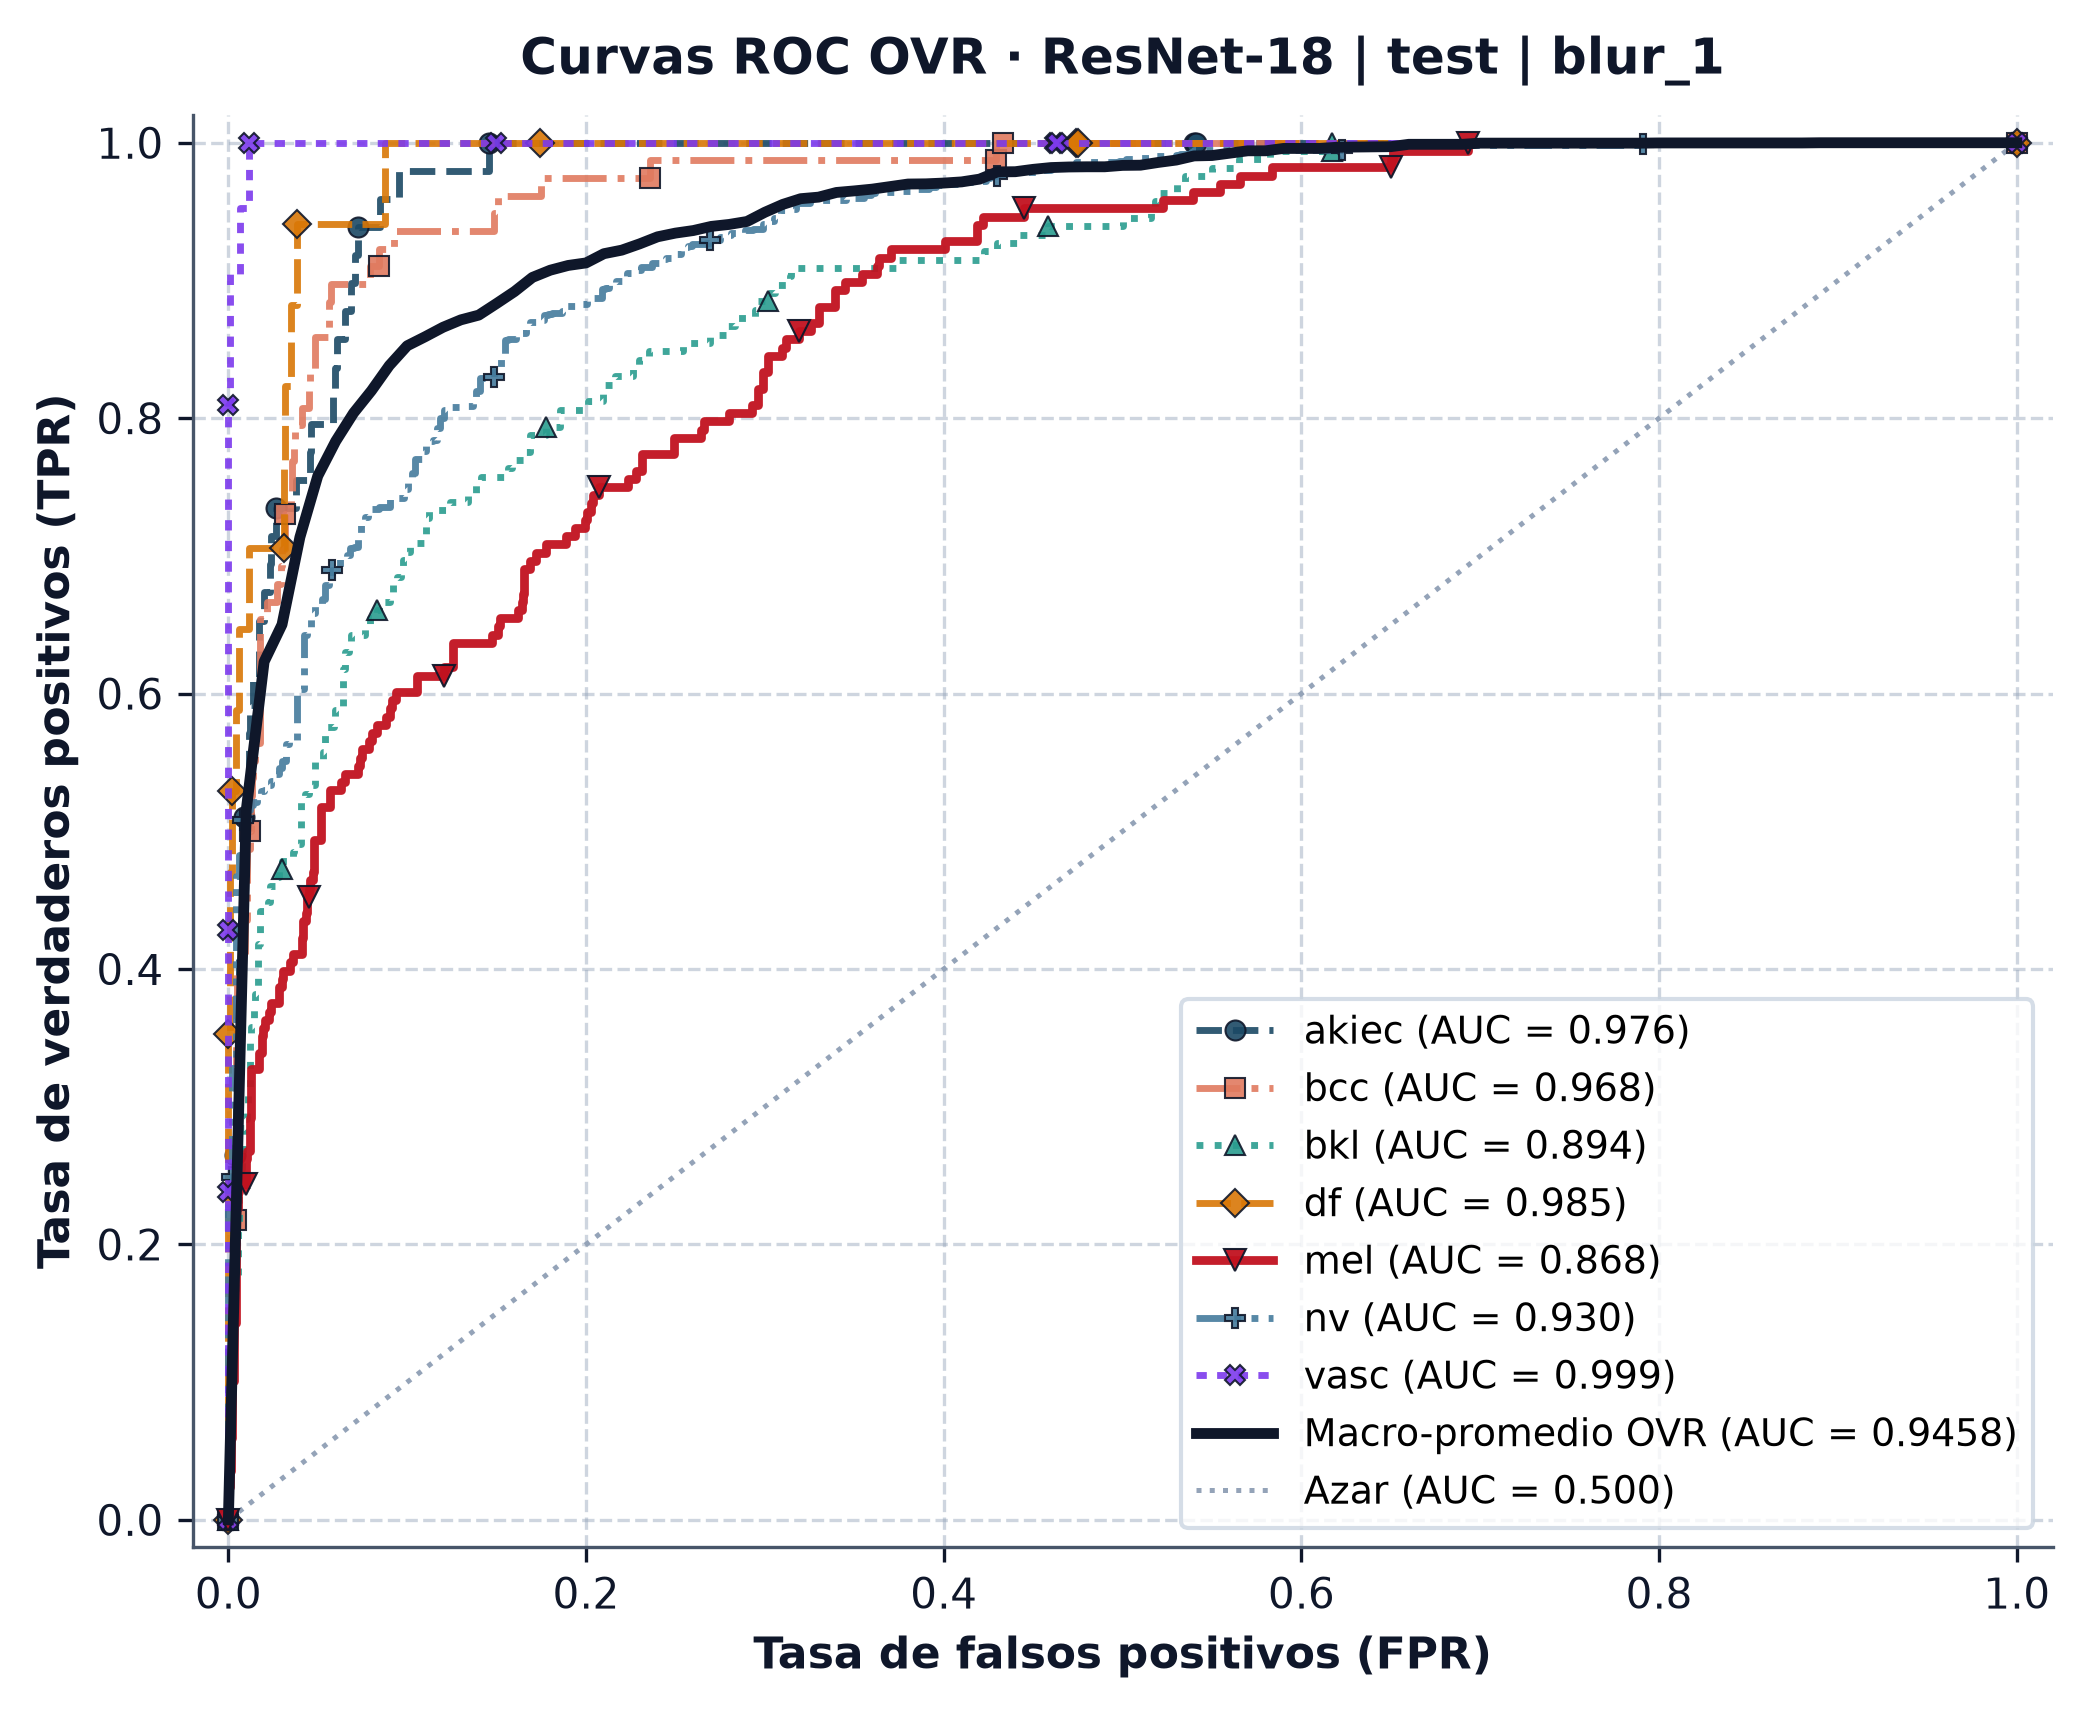 Curvas ROC OVR · ResNet-18 | test | blur_1
Tasa de verdaderos positivos (TPR)
1.0
0.8
0.6
0.4
0.2
0.0
0.0 0.2 0.4 0.6 0.8 1.0
Tasa de falsos positivos (FPR)
akiec (AUC = 0.976)
bcc (AUC = 0.968)
bkl (AUC = 0.894)
df (AUC = 0.985)
mel (AUC = 0.868)
nv (AUC = 0.930)
vasc (AUC = 0.999)
Macro-promedio OVR (AUC = 0.9458)
Azar (AUC = 0.500)